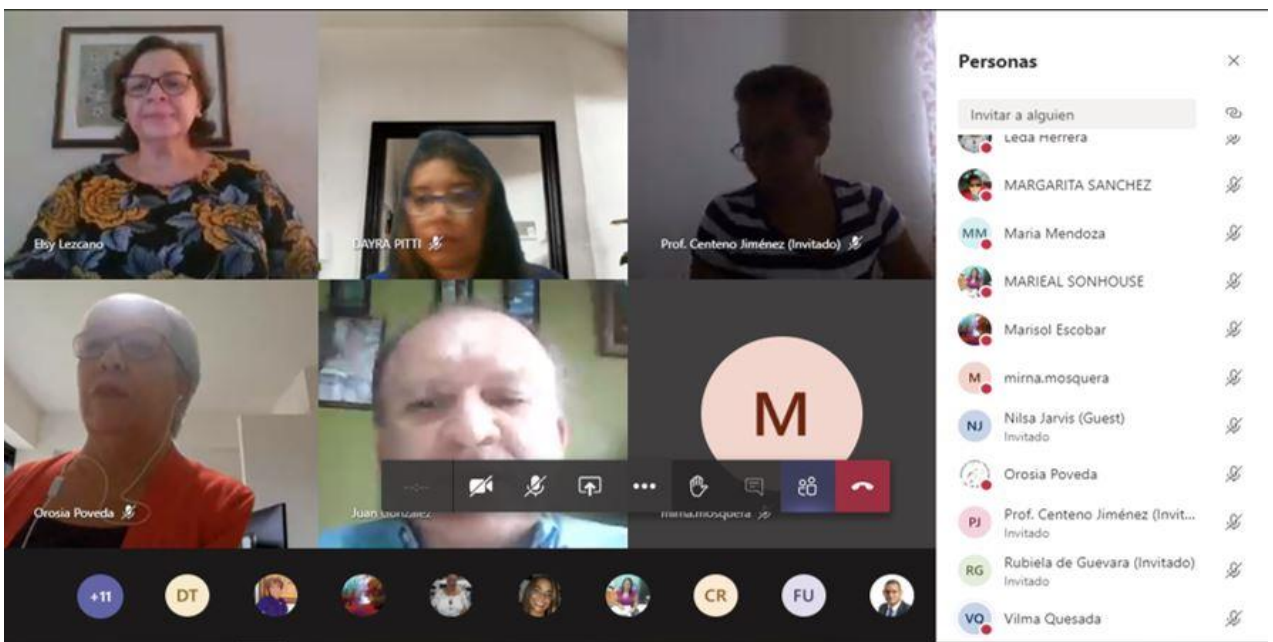 Elsy Lezcano
DAYRA PITTI
Prof. Centeno Jiménez (Invitado)
Orosia Poveda
Juan González
mirna.mosquera
M
+11
DT
CR
FU
Personas
Invitar a alguien
Leda Herrera
MARGARITA SANCHEZ
MM
Maria Mendoza
MARIEAL SONHOUSE
Marisol Escobar
M
mirna.mosquera
NJ
Nilsa Jarvis (Guest)
Invitado
Orosia Poveda
PJ
Prof. Centeno Jiménez (Invit...
Invitado
RG
Rubiela de Guevara (Invitado)
Invitado
VQ
Vilma Quesada